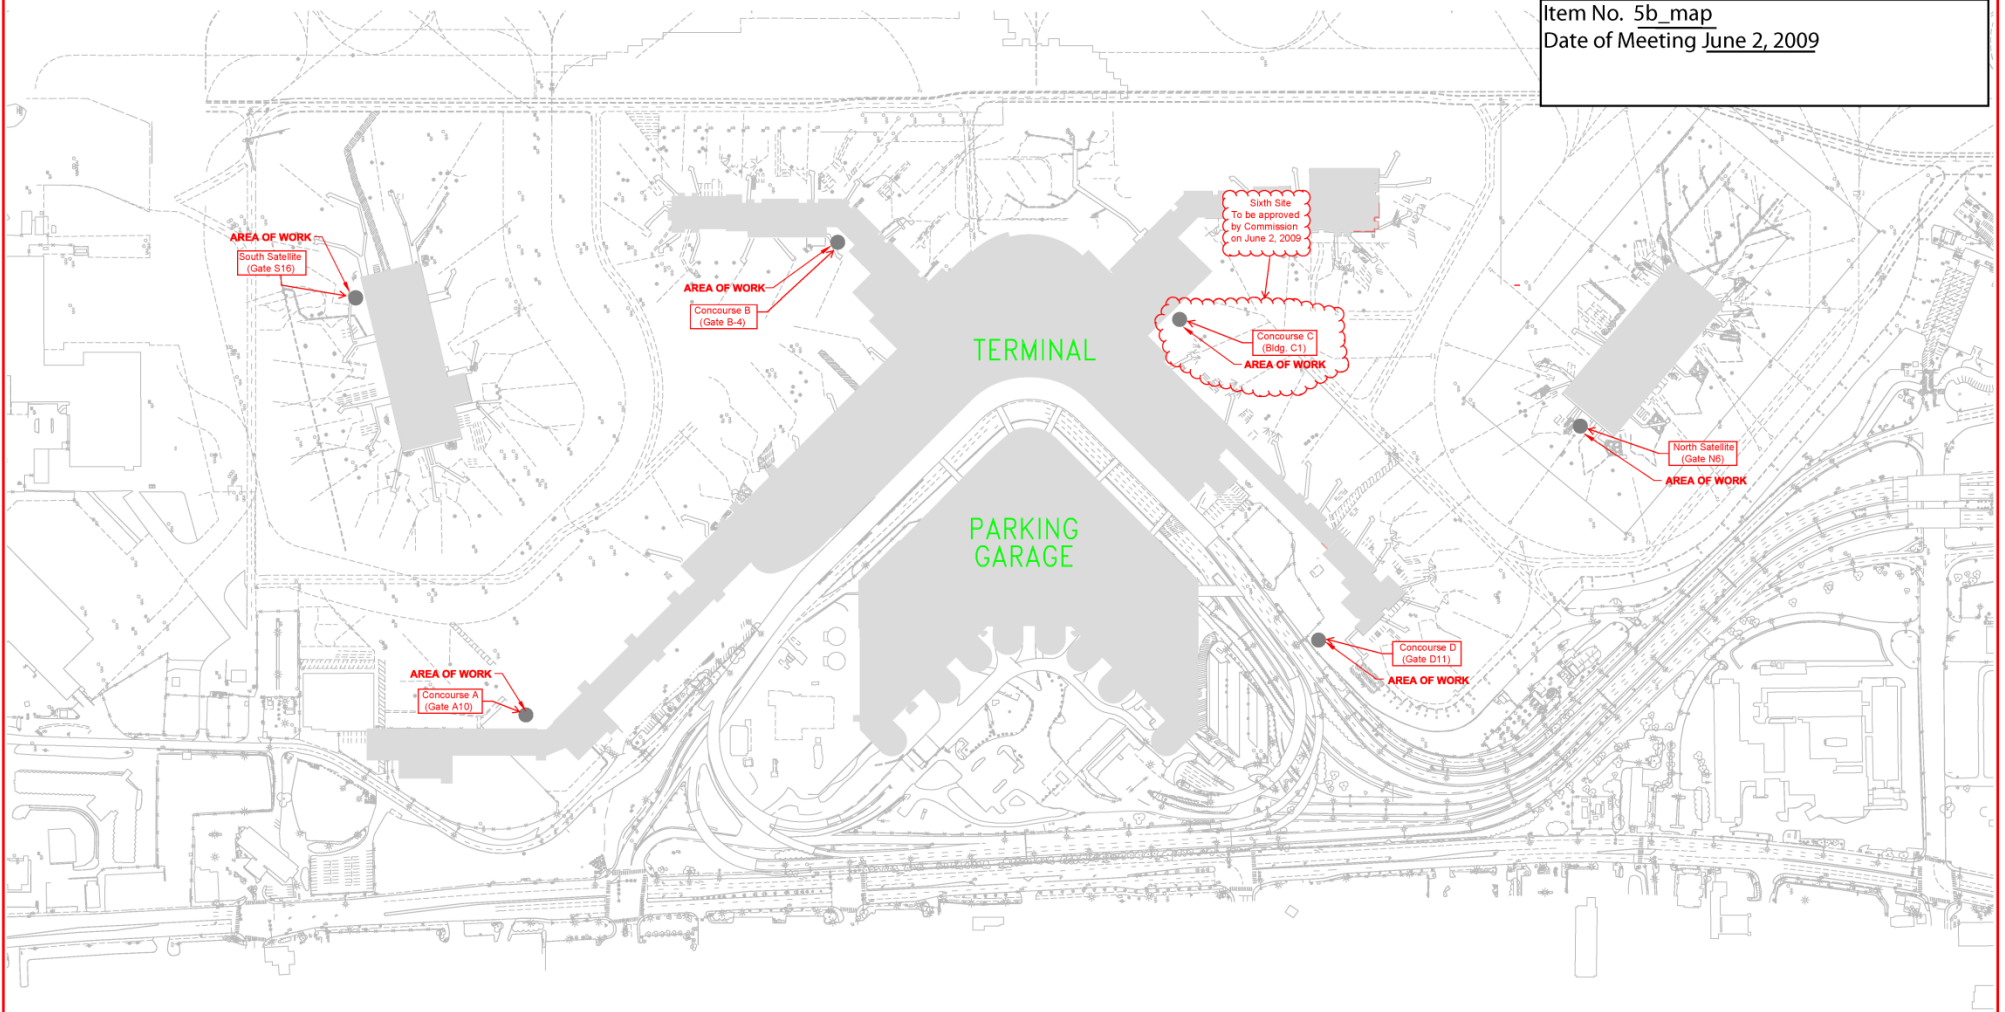 Item No. 5b_map
Date of Meeting June 2, 2009
Sixth Site
To be approved
by Commission
on June 2, 2009
AREA OF WORK
South Satellite
(Gate S16)
AREA OF WORK
Concourse B
(Gate B-4)
TERMINAL
Concourse C
(Bldg. C1)
AREA OF WORK
North Satellite
(Gate N6)
AREA OF WORK
PARKING
GARAGE
Concourse D
(Gate D11)
AREA OF WORK
AREA OF WORK
Concourse A
(Gate A10)